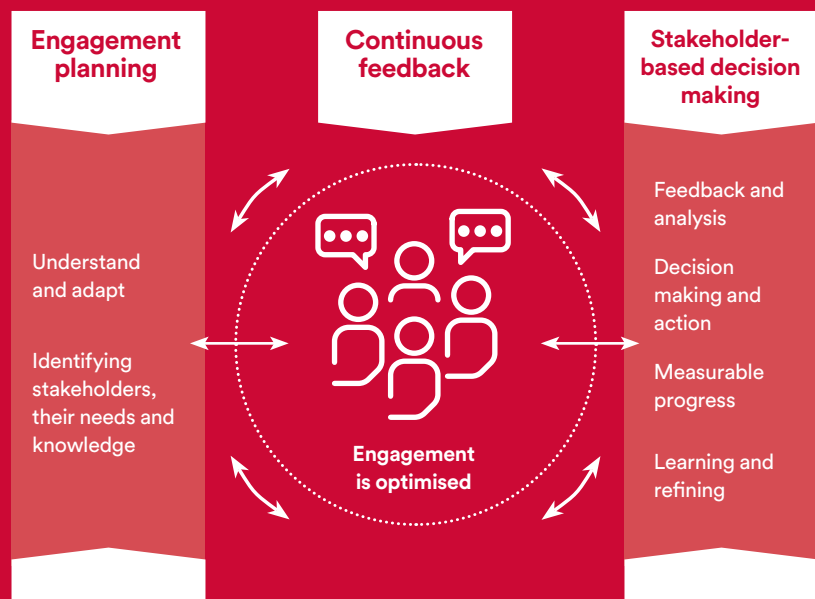 Engagement
planning
Understand
and adapt
Identifying
stakeholders,
their needs and
knowledge
Continuous
feedback
Engagement
is optimised
Stakeholder-
based decision
making
Feedback and
analysis
Decision
making and
action
Measurable
progress
Learning and
refining